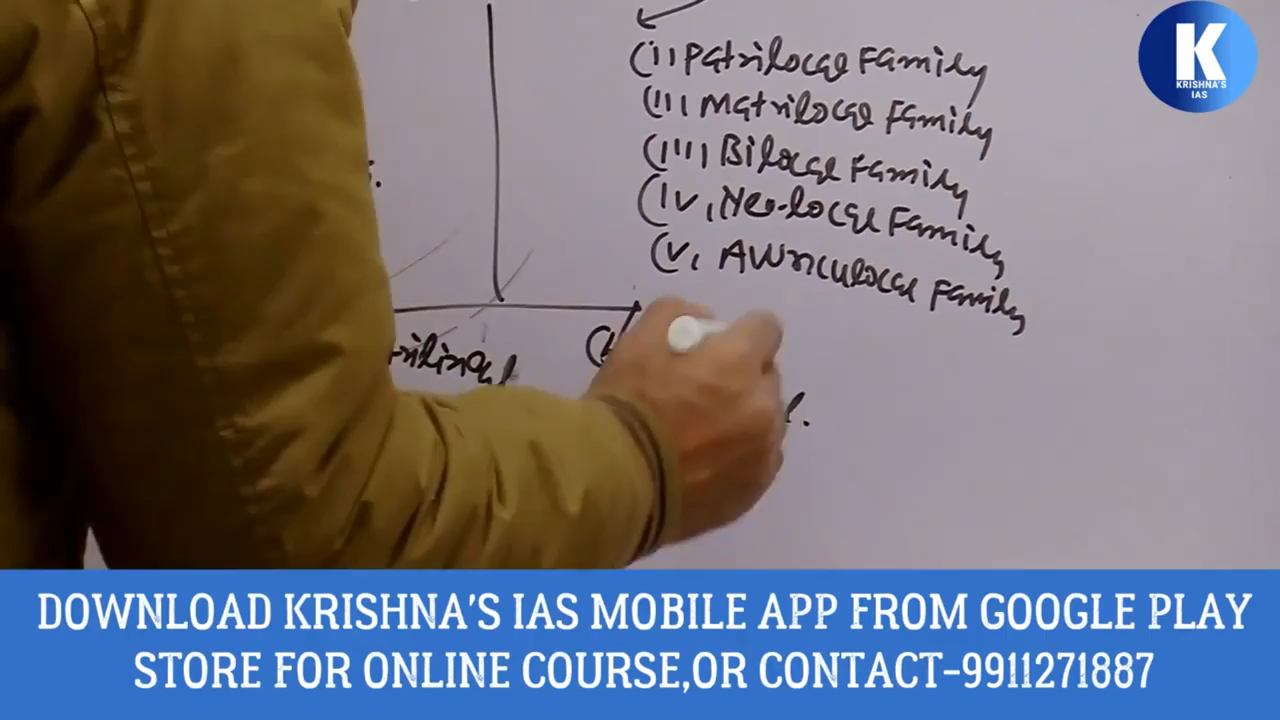 (i) Patrilocal Family
(ii) Matrilocal Family
(iii) Bilocal Family
(iv) Neo-local Family
(v) Avunculocal Family
K
KRISHNA'S
IAS
DOWNLOAD KRISHNA'S IAS MOBILE APP FROM GOOGLE PLAY
STORE FOR ONLINE COURSE,OR CONTACT-9911271887